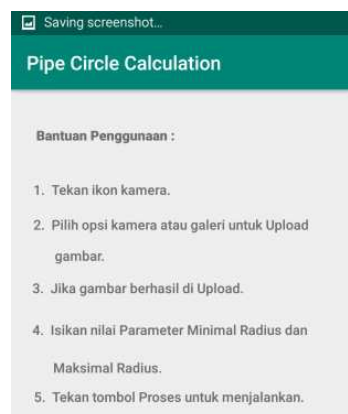 Saving screenshot...
Pipe Circle Calculation
Bantuan Penggunaan :
1. Tekan ikon kamera.
2. Pilih opsi kamera atau galeri untuk Upload
gambar.
3. Jika gambar berhasil di Upload.
4. Isikan nilai Parameter Minimal Radius dan
Maksimal Radius.
5. Tekan tombol Proses untuk menjalankan.